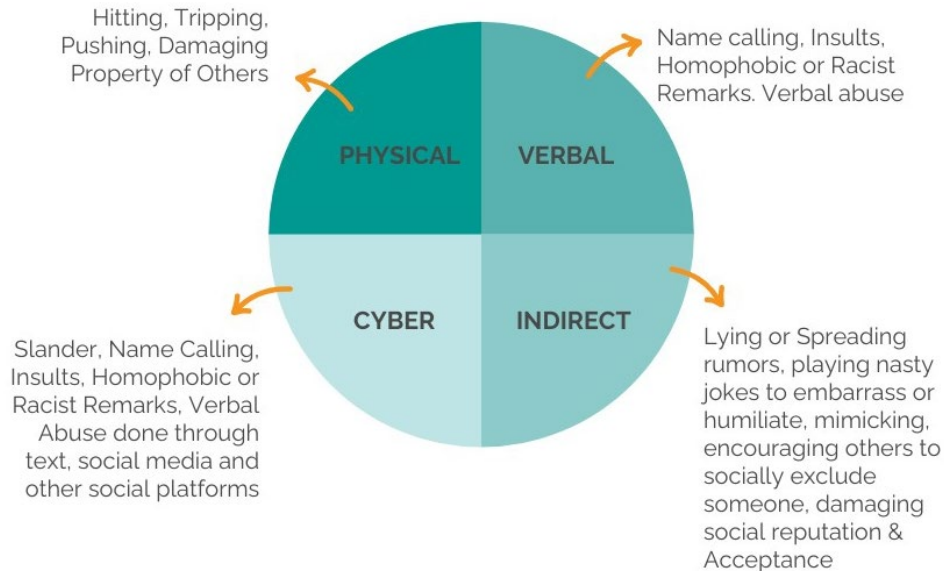 Hitting, Tripping,
Pushing, Damaging
Property of Others
Name calling, Insults,
Homophobic or Racist
Remarks. Verbal abuse
PHYSICAL
VERBAL
CYBER
INDIRECT
Slander, Name Calling,
Insults, Homophobic or
Racist Remarks, Verbal
Abuse done through
text, social media and
other social platforms
Lying or Spreading
rumors, playing nasty
jokes to embarrass or
humiliate, mimicking,
encouraging others to
socially exclude
someone, damaging
social reputation &
Acceptance